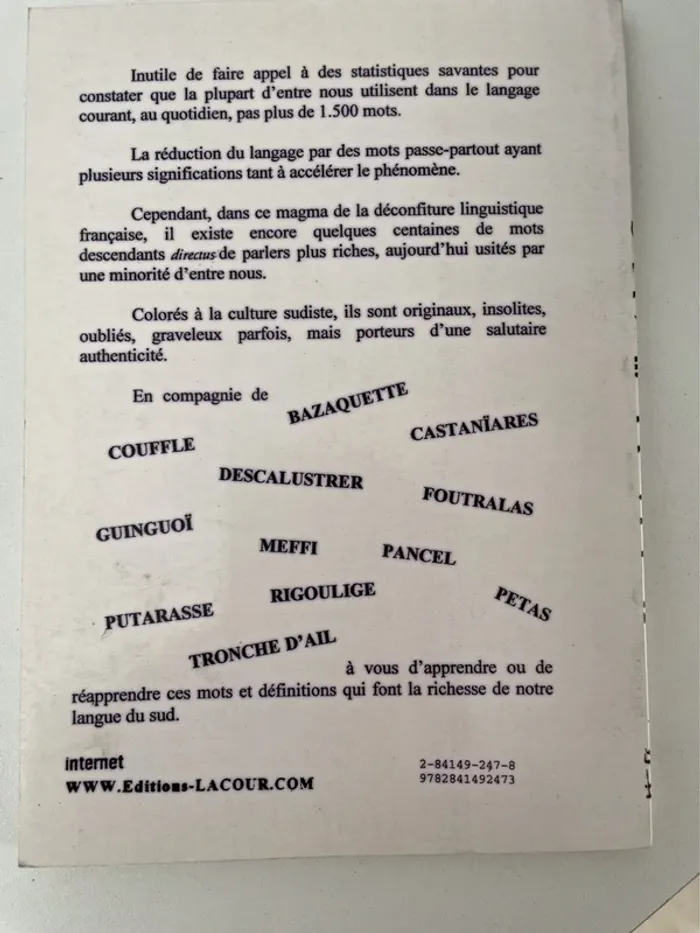 Inutile de faire appel à des statistiques savantes pour
constater que la plupart d'entre nous utilisent dans le langage
courant, au quotidien, pas plus de 1.500 mots.
La réduction du langage par des mots passe-partout ayant
plusieurs significations tant à accélérer le phénomène.
Cependant, dans ce magma de la déconfiture linguistique
française, il existe encore quelques centaines de mots
descendants directus de parlers plus riches, aujourd'hui usités par
une minorité d'entre nous.
Colorés à la culture sudiste, ils sont originaux, insolites,
oubliés, graveleux parfois, mais porteurs d'une salutaire
authenticité.
En compagnie de
BAZAQUETTE
CASTANÏARES
COUFFLE
DESCALUSTRER
FOUTRALAS
GUINGUOÏ
MEFFI
PANCEL
RIGOULIGE
PETAS
PUTARASSE
TRONCHE D'AIL
à vous d'apprendre ou de
réapprendre ces mots et définitions qui font la richesse de notre
langue du sud.
internet
WWW.Editions-LACOUR.COM
2-84149-247-8
9782841492473